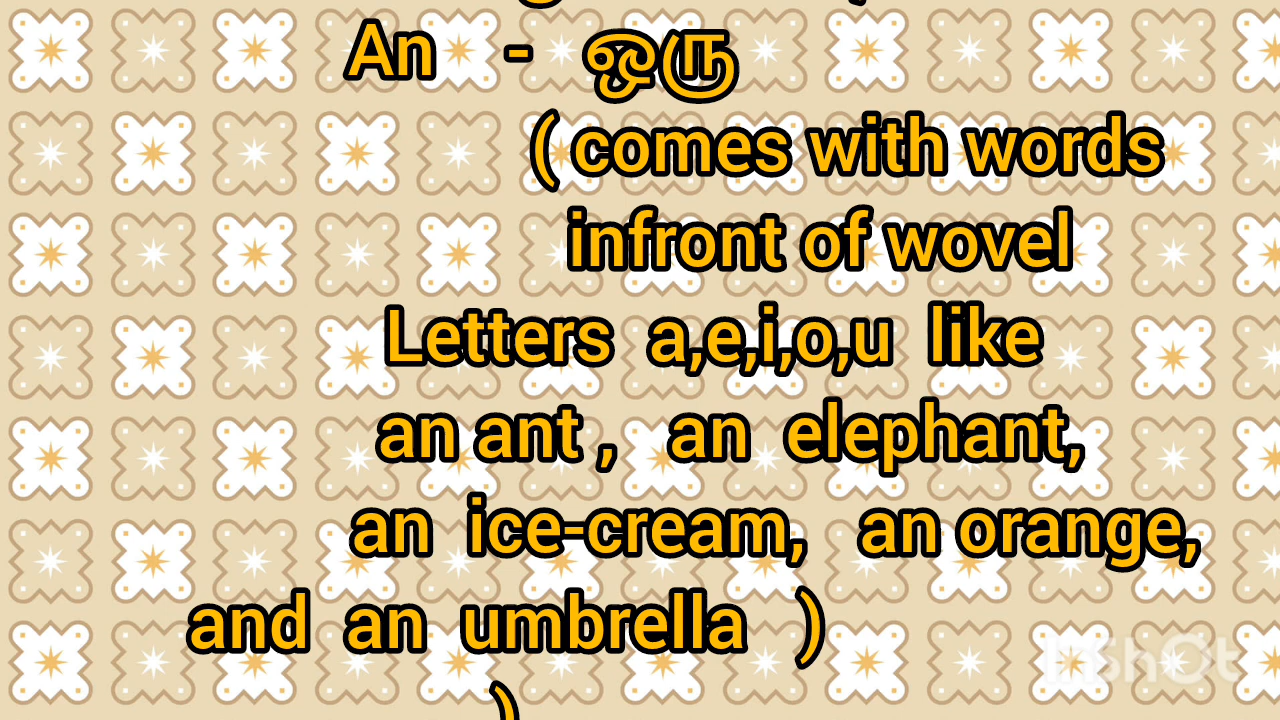 An - ஒரு
( comes with words
infront of wovel
Letters a,e,i,o,u like
an ant , an elephant,
an ice-cream, an orange,
and an umbrella )
)
InShOt